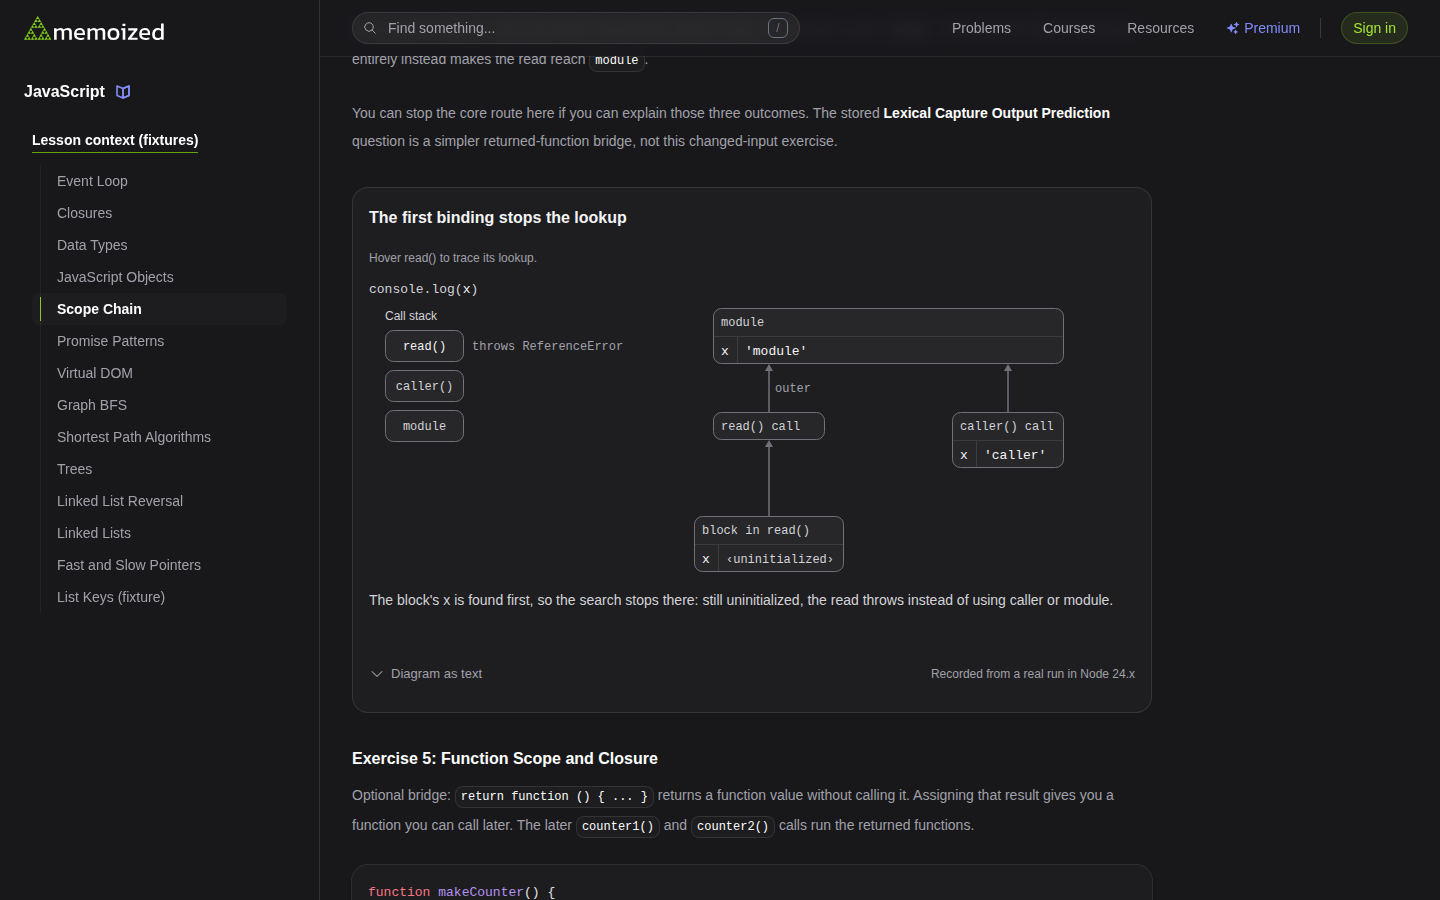 memoized
Find something...
/
Problems
Courses
Resources
Premium
Sign in
JavaScript
Lesson context (fixtures)
Event Loop
Closures
Data Types
JavaScript Objects
Scope Chain
Promise Patterns
Virtual DOM
Graph BFS
Shortest Path Algorithms
Trees
Linked List Reversal
Linked Lists
Fast and Slow Pointers
List Keys (fixture)
entirely instead makes the read reach module.
You can stop the core route here if you can explain those three outcomes. The stored Lexical Capture Output Prediction
question is a simpler returned-function bridge, not this changed-input exercise.
The first binding stops the lookup
Hover read() to trace its lookup.
console.log(x)
Call stack
read() throws ReferenceError
caller()
module
module
x 'module'
outer
read() call
caller() call
x 'caller'
block in read()
x ‹uninitialized›
The block's x is found first, so the search stops there: still uninitialized, the read throws instead of using caller or module.
Diagram as text
Recorded from a real run in Node 24.x
Exercise 5: Function Scope and Closure
Optional bridge: return function () { ... } returns a function value without calling it. Assigning that result gives you a
function you can call later. The later counter1() and counter2() calls run the returned functions.
function makeCounter() {